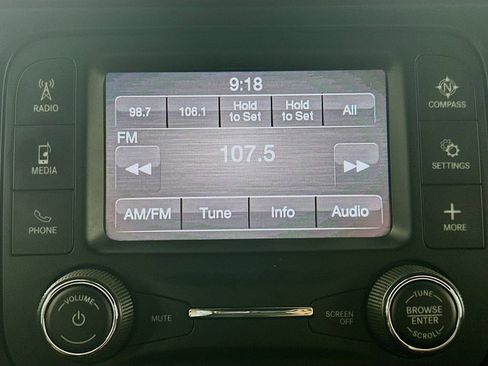 9:18
98.7 106.1 Hold to Set Hold to Set All
FM
107.5
AM/FM Tune Info Audio
RADIO
MEDIA
PHONE
COMPASS
SETTINGS
MORE
VOLUME
MUTE
SCREEN OFF
TUNE
BROWSE
ENTER
SCROLL